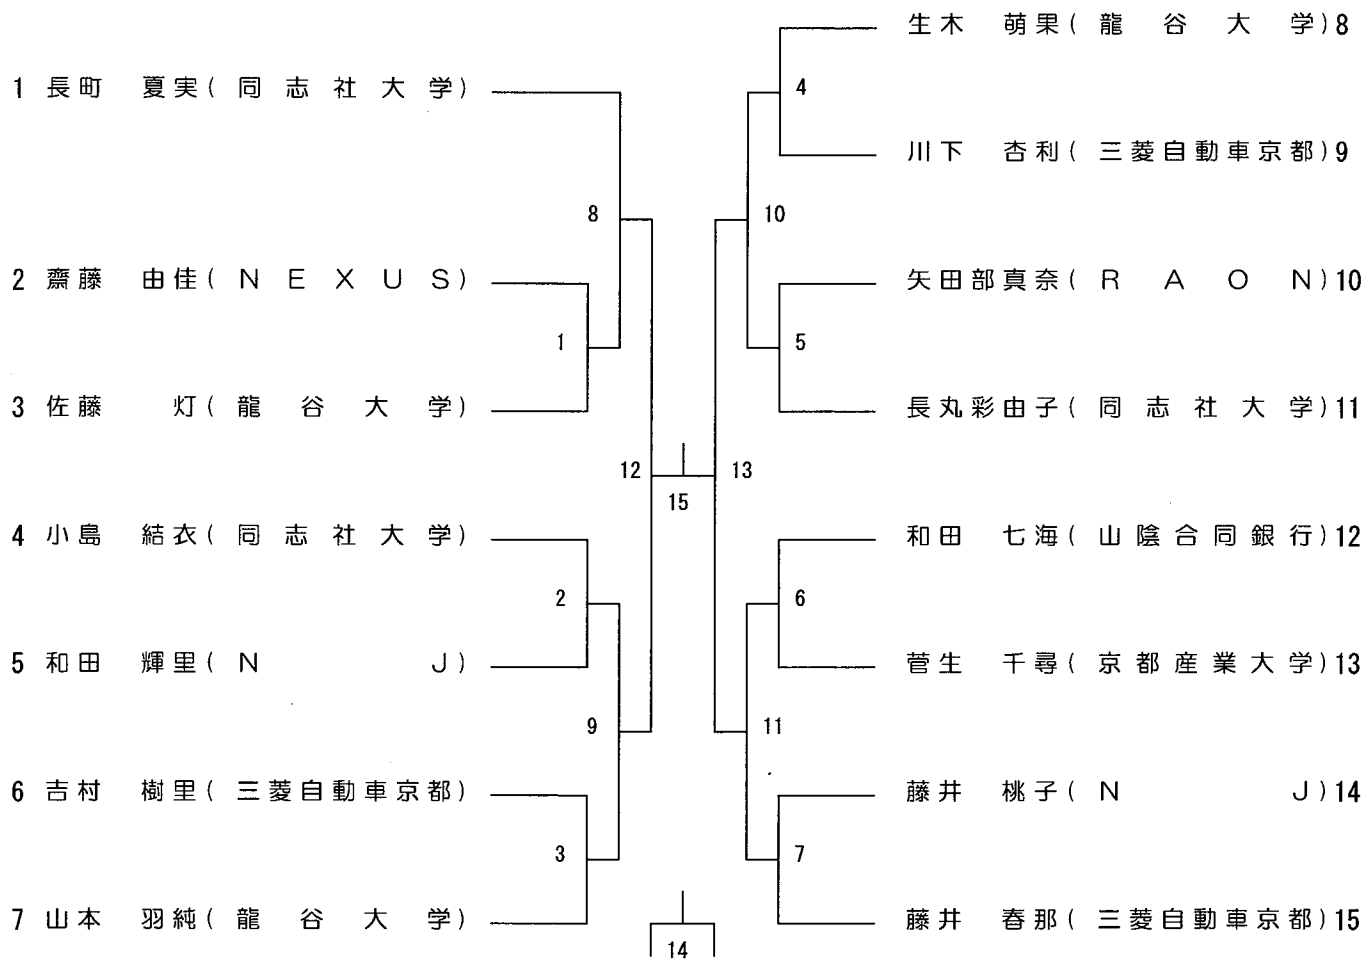 1 長町 夏実(同志社大学)
2 齋藤 由佳(NEXUS)
3 佐藤 灯(龍谷大学)
4 小島 結衣(同志社大学)
5 和田 輝里(NJ)
6 吉村 樹里(三菱自動車京都)
7 山本 羽純(龍谷大学)
8
1
12
2
9
3
15
14
13
4
10
5
6
11
7
生木 萌果(龍谷大学)8
川下 杏利(三菱自動車京都)9
矢田部真奈(RAON)10
長丸彩由子(同志社大学)11
和田 七海(山陰合同銀行)12
菅生 千尋(京都産業大学)13
藤井 桃子(NJ)14
藤井 春那(三菱自動車京都)15